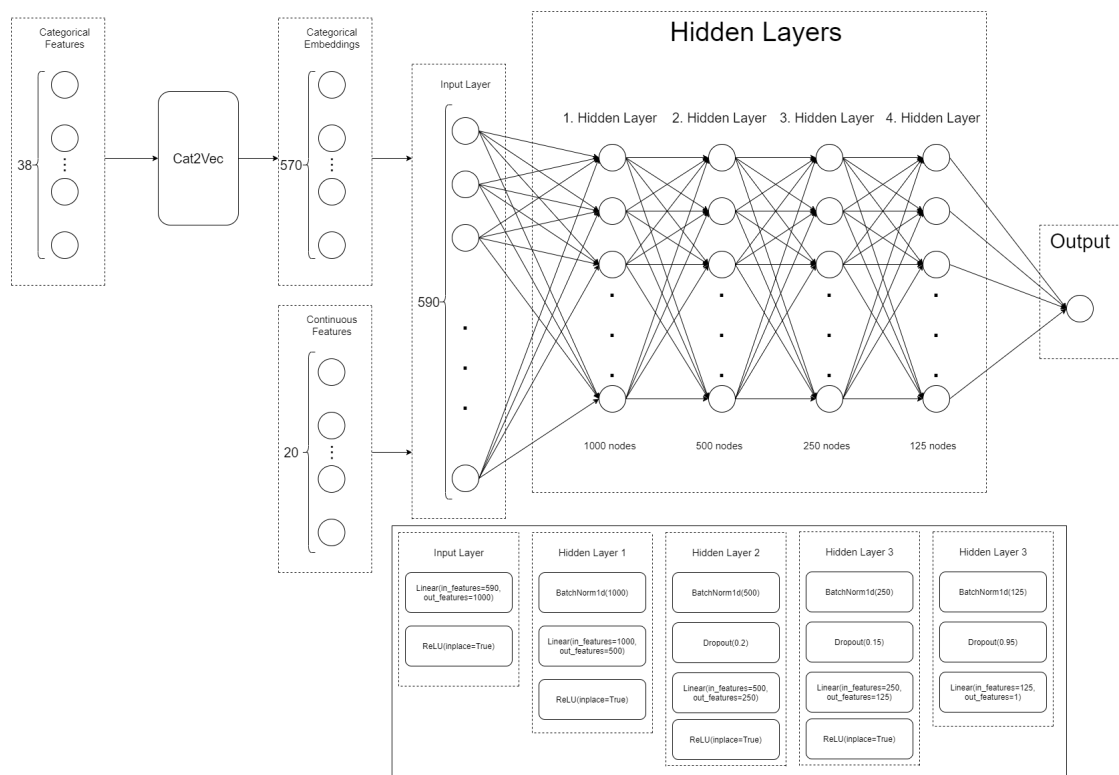 Hidden Layers
Categorical
Features
Categorical
Embeddings
Input Layer
1. Hidden Layer
2. Hidden Layer
3. Hidden Layer
4. Hidden Layer
38
Cat2Vec
570
Output
590
Continuous
Features
20
1000 nodes
500 nodes
250 nodes
125 nodes
Input Layer
Linear(in_features=590,
out_features=1000)
ReLU(inplace=True)
Hidden Layer 1
BatchNorm1d(1000)
Linear(in_features=1000,
out_features=500)
ReLU(inplace=True)
Hidden Layer 2
BatchNorm1d(500)
Dropout(0.2)
Linear(in_features=500,
out_features=250)
ReLU(inplace=True)
Hidden Layer 3
BatchNorm1d(250)
Dropout(0.15)
Linear(in_features=250,
out_features=125)
ReLU(inplace=True)
Hidden Layer 3
BatchNorm1d(125)
Dropout(0.95)
Linear(in_features=125,
out_features=1)